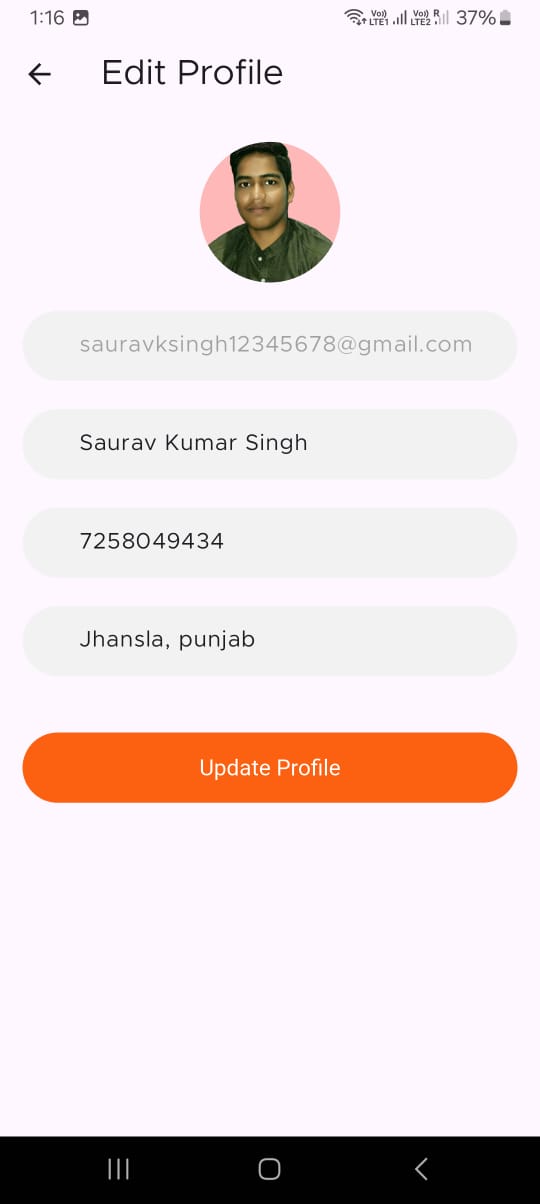 1:16 Vo)) LTE1 Vo)) LTE2 R 37%
Edit Profile
sauravksingh12345678@gmail.com
Saurav Kumar Singh
7258049434
Jhansla, punjab
Update Profile